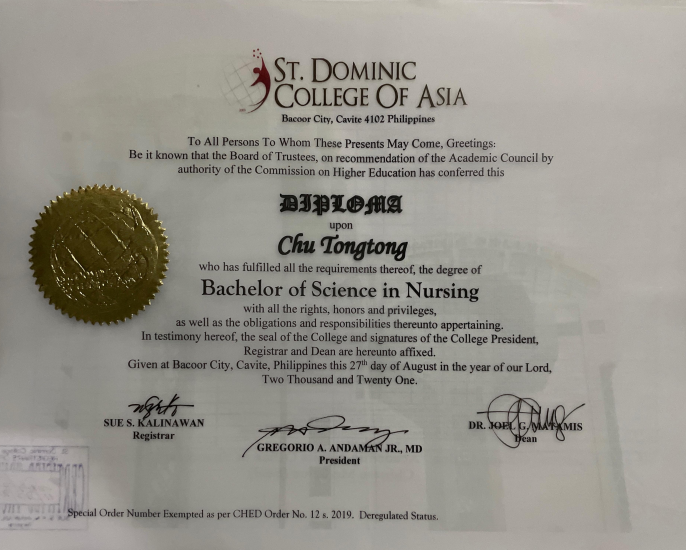 ST. DOMINIC
COLLEGE OF ASIA
Bacoor City, Cavite 4102 Philippines
To All Persons To Whom These Presents May Come, Greetings:
Be it known that the Board of Trustees, on recommendation of the Academic Council by
authority of the Commission on Higher Education has conferred this
DIPLOMA
upon
Chu Tongtong
who has fulfilled all the requirements thereof, the degree of
Bachelor of Science in Nursing
with all the rights, honors and privileges,
as well as the obligations and responsibilities thereunto appertaining.
In testimony hereof, the seal of the College and signatures of the College President,
Registrar and Dean are hereunto affixed.
Given at Bacoor City, Cavite, Philippines this 27th day of August in the year of our Lord,
Two Thousand and Twenty One.
SUE S. KALINAWAN
Registrar
GREGORIO A. ANDAMAN JR., MD
President
DR. JOEL G. MATAMIS
Dean
Special Order Number Exempted as per CHED Order No. 12 s. 2019. Deregulated Status.